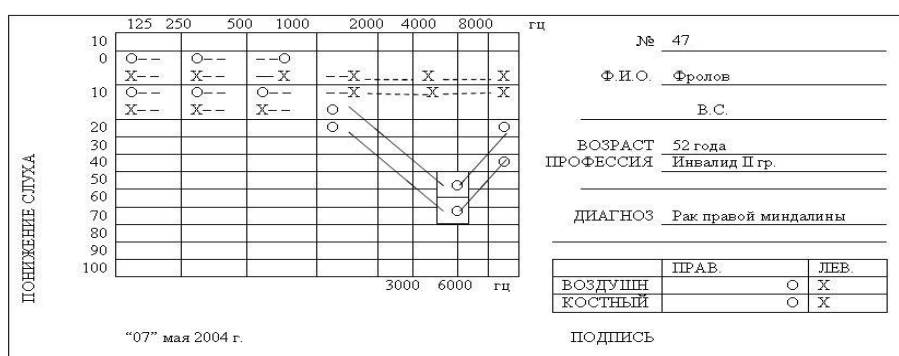 125 250 500 1000 2000 4000 8000 гц
10
0
10
20
30
40
50
60
70
80
90
100
ПОНИЖЕНИЕ СЛУХА
O-- O-- --O
X-- X-- —X --X X X
O-- O-- O-- --X X X
X-- X-- X-- O
O O
O
O
O
3000 6000 гц
"07" мая 2004 г.
№ 47
Ф.И.О. Фролов
В.С.
ВОЗРАСТ 52 года
ПРОФЕССИЯ Инвалид II гр.
ДИАГНОЗ Рак правой миндалины
ПРАВ. ЛЕВ.
ВОЗДУШН O X
КОСТНЫЙ O X
ПОДПИСЬ